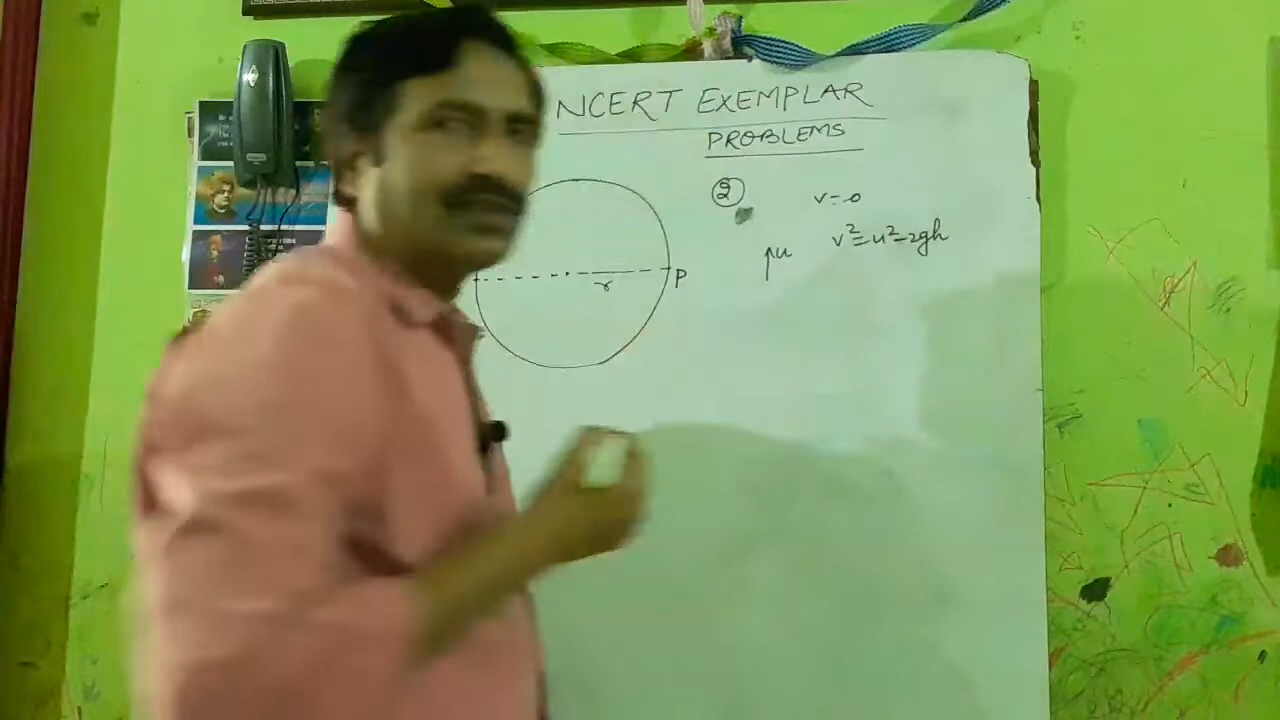 NCERT EXEMPLAR
PROBLEMS
② v=0
u v²=u²-2gh
r P